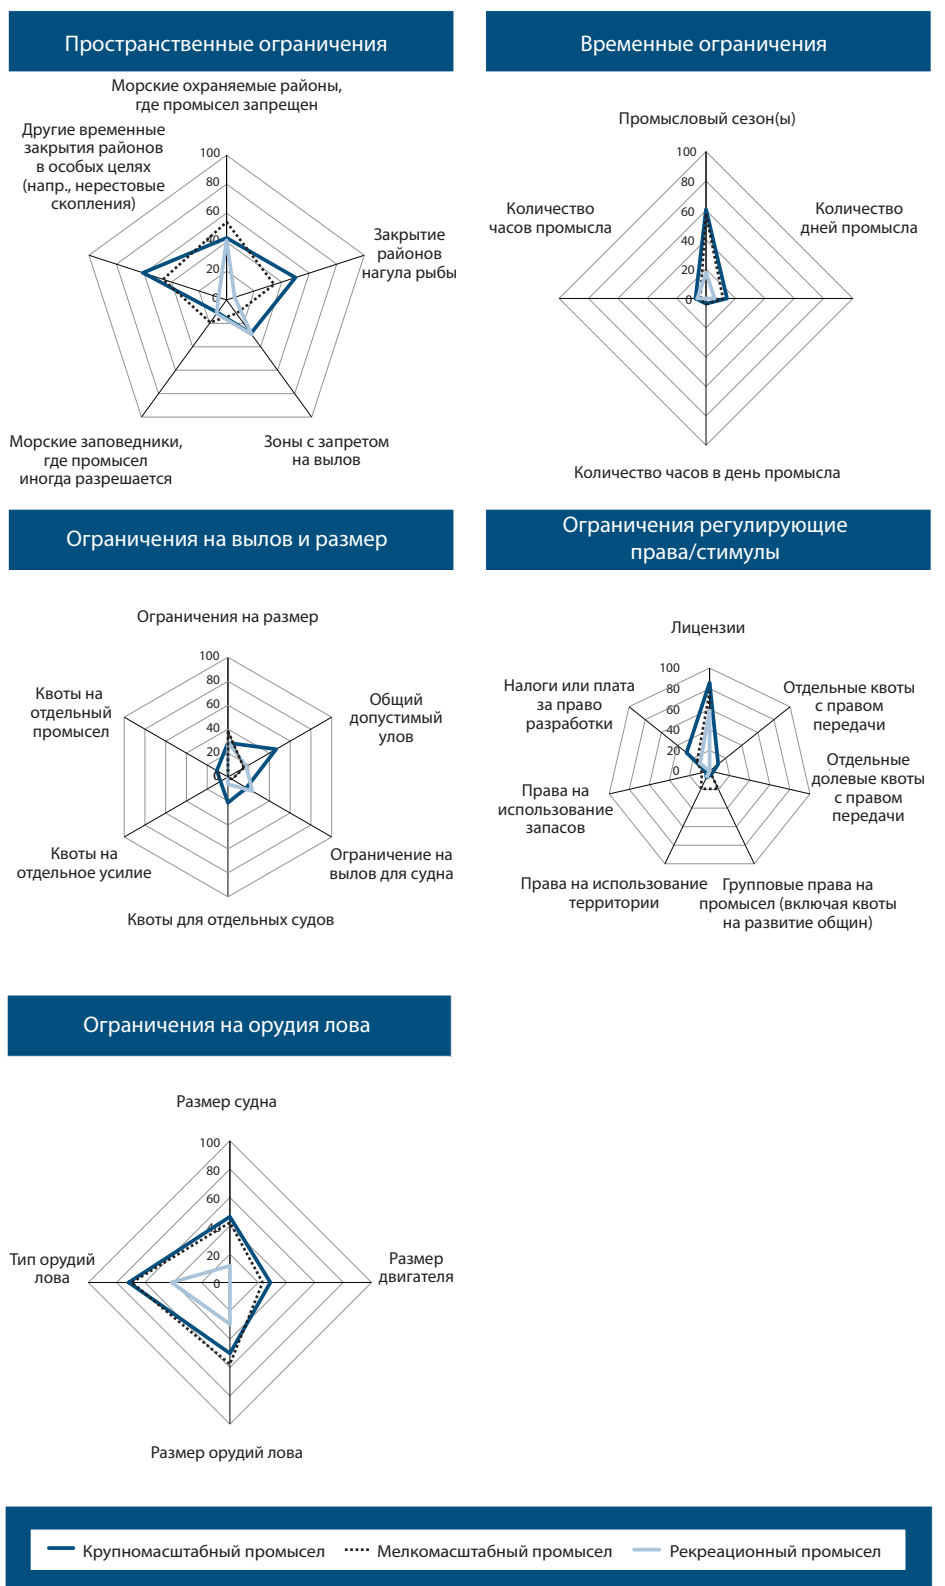 Пространственные ограничения
Морские охраняемые районы,
где промысел запрещен
Другие временные
закрытия районов
в особых целях
(напр., нерестовые
скопления)
100
80
60
40
20
0
Закрытие
районов
нагула рыбы
Морские заповедники,
где промысел
иногда разрешается
Зоны с запретом
на вылов
Временные ограничения
Промысловый сезон(ы)
100
80
60
40
20
0
Количество
часов промысла
Количество
дней промысла
Количество часов в день промысла
Ограничения на вылов и размер
Ограничения на размер
100
80
60
40
20
0
Квоты на
отдельный
промысел
Общий
допустимый
улов
Квоты на
отдельное усилие
Ограничение на
вылов для судна
Квоты для отдельных судов
Ограничения регулирующие
права/стимулы
Лицензии
100
80
60
40
20
0
Налоги или плата
за право
разработки
Отдельные квоты
с правом
передачи
Отдельные
долевые квоты
с правом
передачи
Права на
использование
запасов
Права на использование
территории
Групповые права на
промысел (включая квоты
на развитие общин)
Ограничения на орудия лова
Размер судна
100
80
60
40
20
0
Тип орудий
лова
Размер
двигателя
Размер орудий лова
Крупномасштабный промысел
Мелкомасштабный промысел
Рекреационный промысел